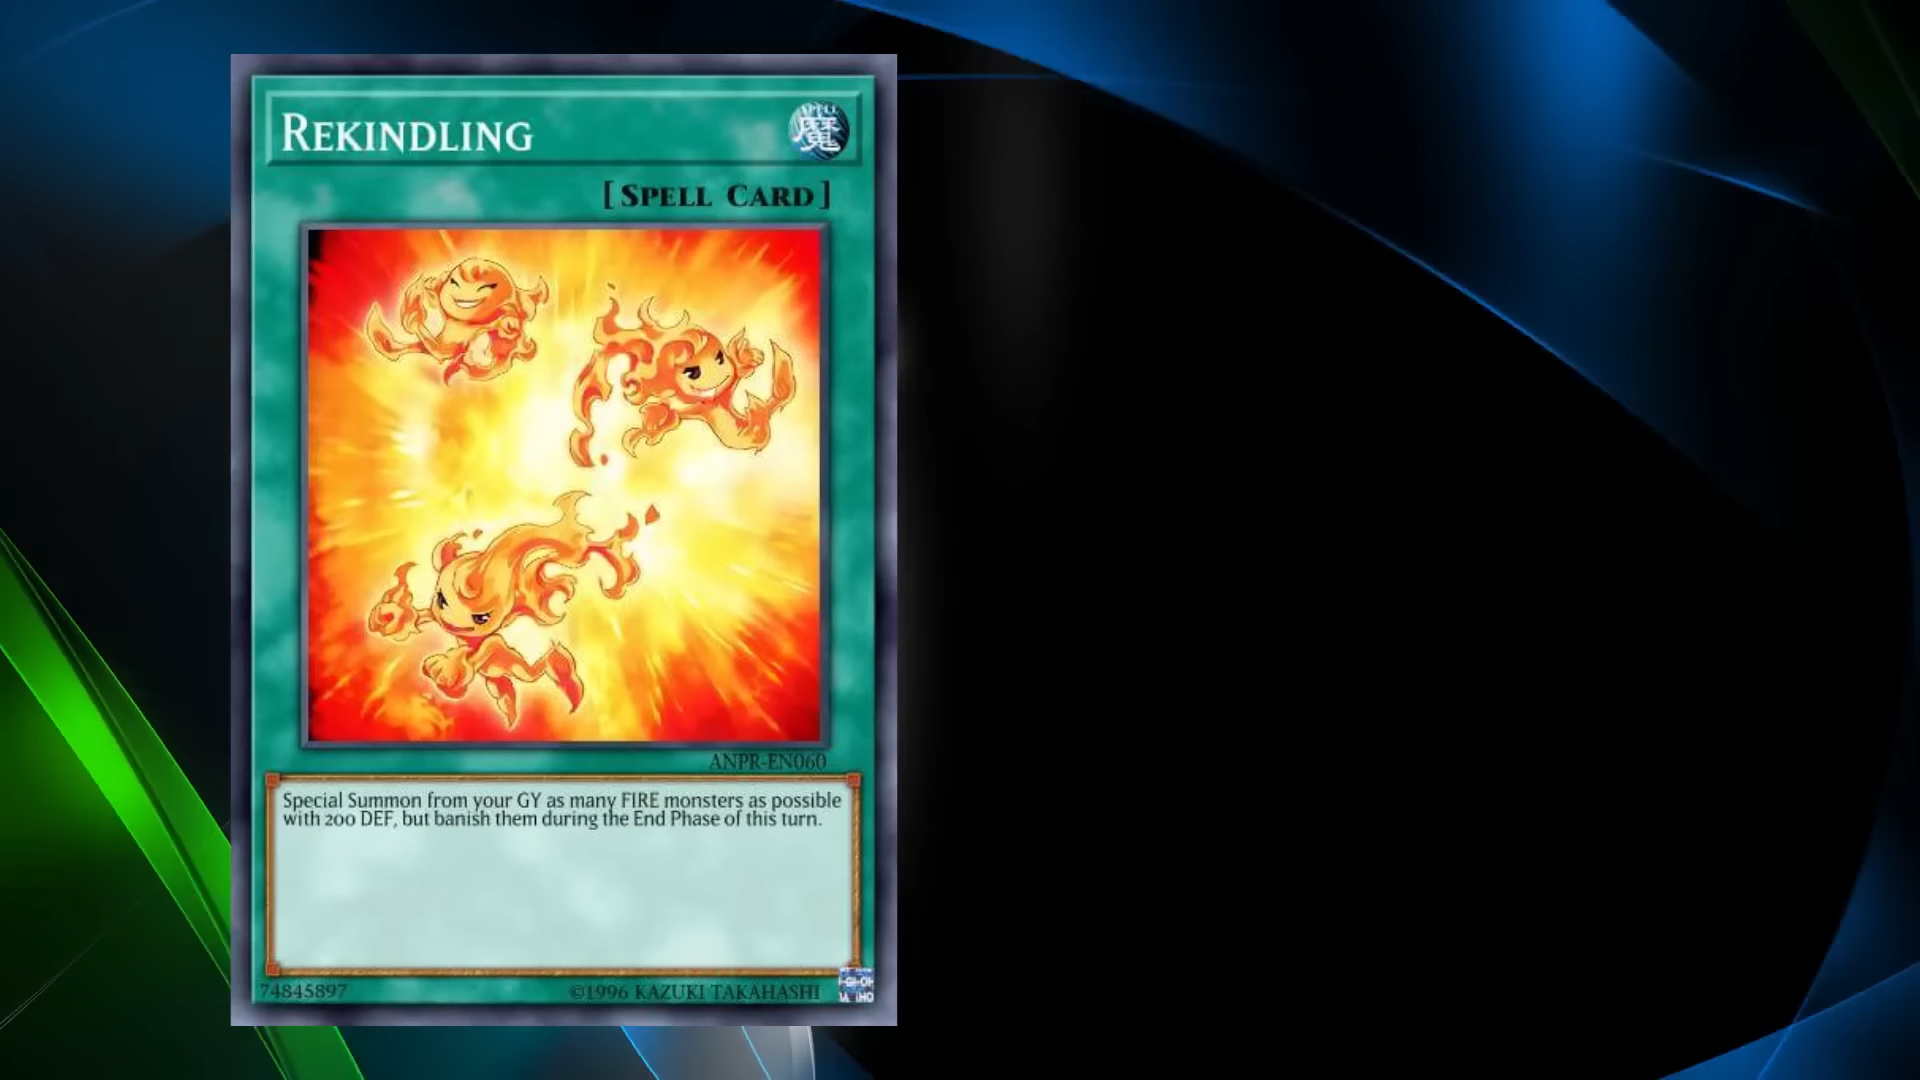 REKINDLING
SPELL
魔
[SPELL CARD]
ANPR-EN060
Special Summon from your GY as many FIRE monsters as possible
with 200 DEF, but banish them during the End Phase of this turn.
74845897
©1996 KAZUKI TAKAHASHI